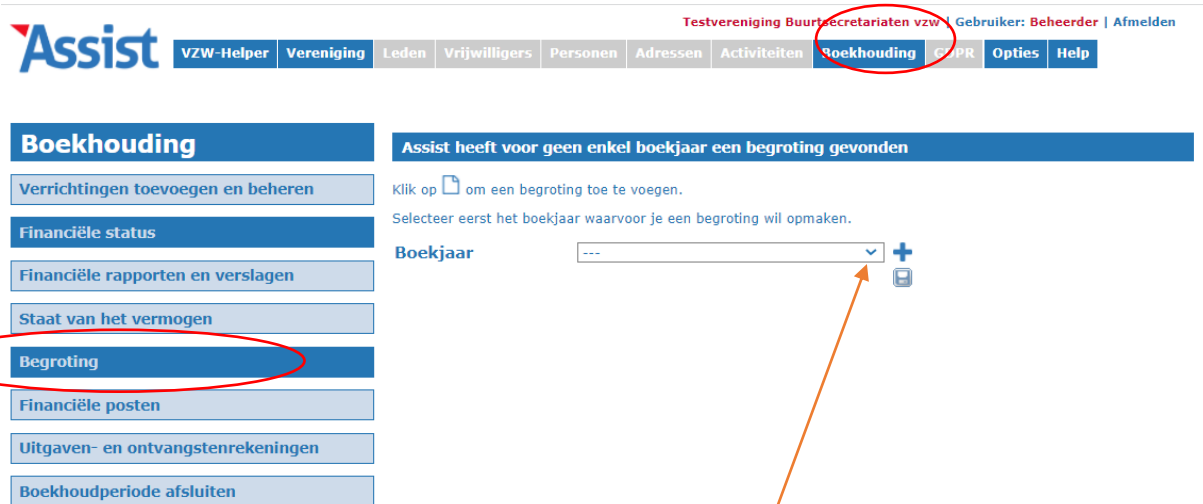 Testvereniging Buurtsecretariaten vzw | Gebruiker: Beheerder | Afmelden
Assist
VZW-Helper Vereniging Leden Vrijwilligers Personen Adressen Activiteiten Boekhouding GDPR Opties Help
Boekhouding
Verrichtingen toevoegen en beheren
Financiële status
Financiële rapporten en verslagen
Staat van het vermogen
Begroting
Financiële posten
Uitgaven- en ontvangstenrekeningen
Boekhoudperiode afsluiten
Assist heeft voor geen enkel boekjaar een begroting gevonden
Klik op om een begroting toe te voegen.
Selecteer eerst het boekjaar waarvoor je een begroting wil opmaken.
Boekjaar ---